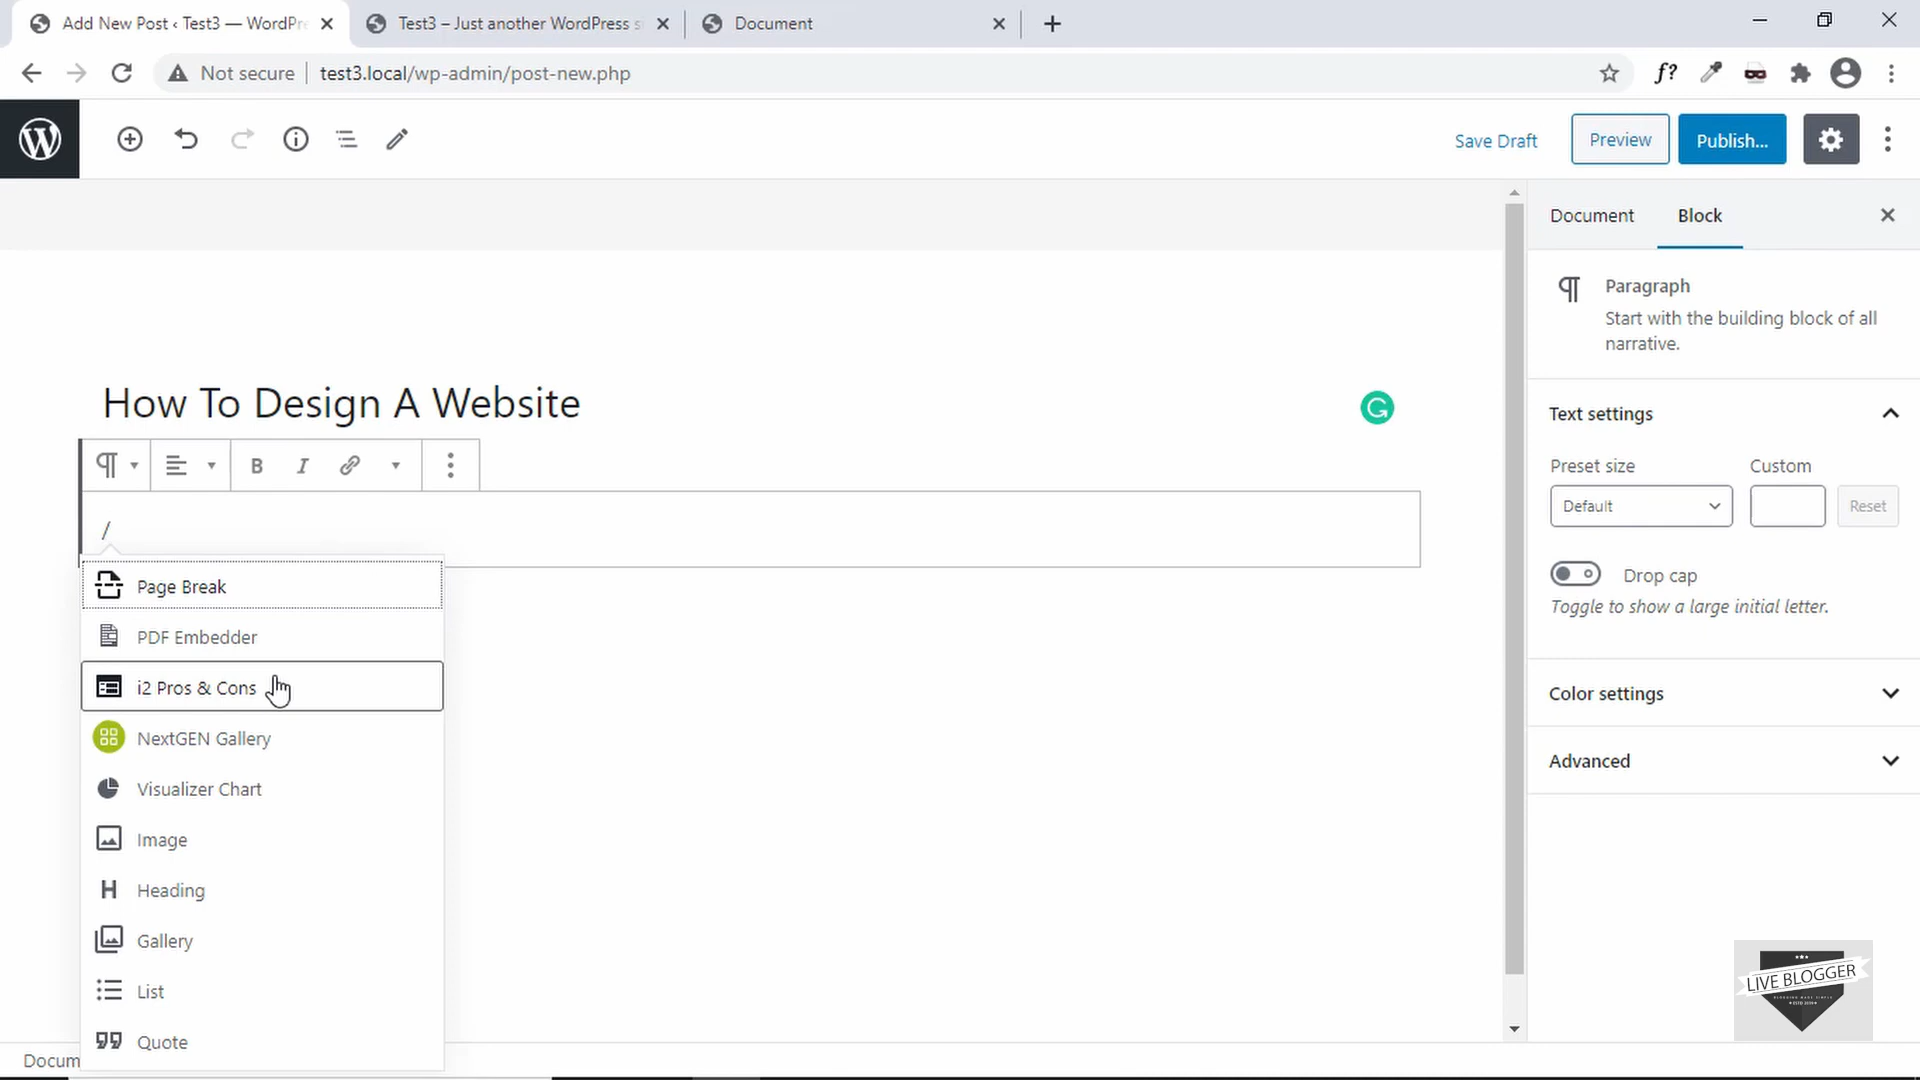 Add New Post ‹ Test3 — WordPre
Test3 – Just another WordPress si
Document
Not secure
test3.local/wp-admin/post-new.php
f?
Save Draft
Preview
Publish...
Document
Block
Paragraph
Start with the building block of all
narrative.
How To Design A Website
Text settings
Preset size
Custom
B
I
Default
Reset
/
Drop cap
Toggle to show a large initial letter.
Page Break
PDF Embedder
i2 Pros & Cons
NextGEN Gallery
Visualizer Chart
Image
H
Heading
Gallery
List
Quote
Color settings
Advanced
LIVE BLOGGER
Docum